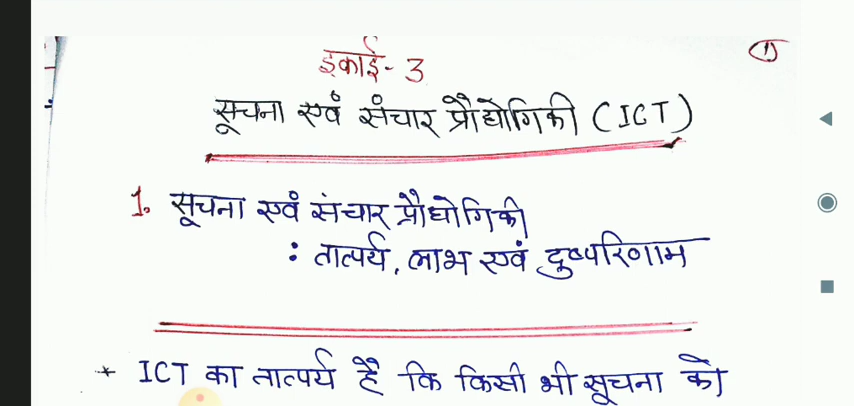 ①
इकाई- 3
सूचना एवं संचार प्रौद्योगिकी (ICT)
1. सूचना एवं संचार प्रौद्योगिकी
: तात्पर्य, लाभ एवं दुष्परिणाम
* ICT का तात्पर्य है कि किसी भी सूचना को